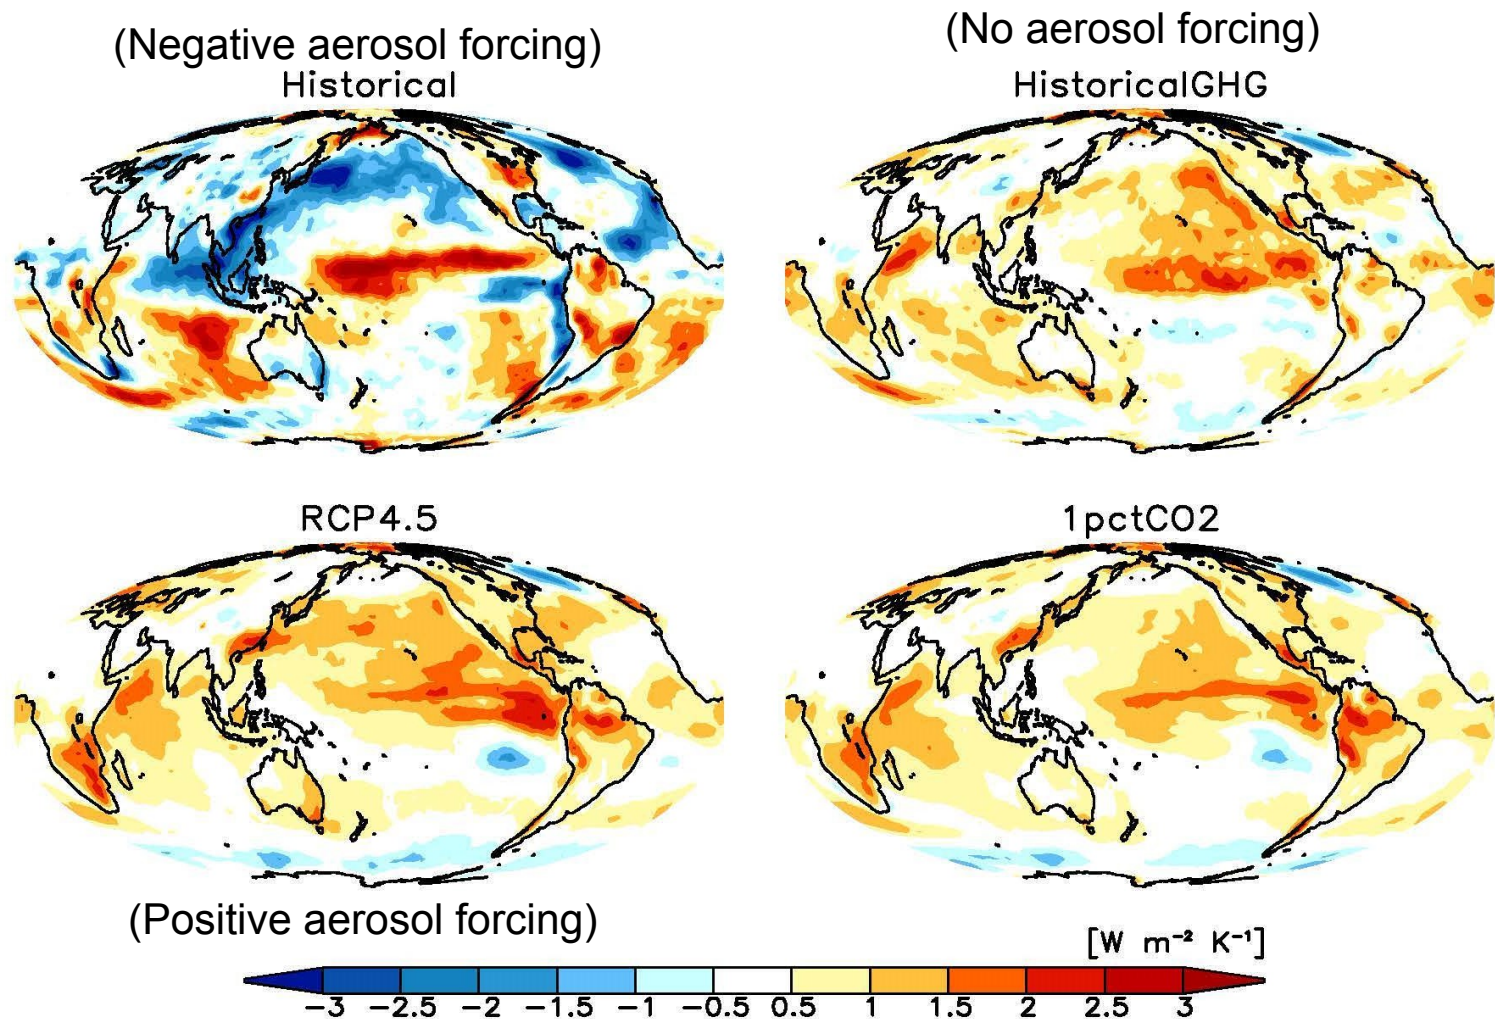 (Negative aerosol forcing)
Historical
(No aerosol forcing)
HistoricalGHG
RCP4.5
1pctCO2
(Positive aerosol forcing)
[W m⁻² K⁻¹]
−3 −2.5 −2 −1.5 −1 −0.5 0.5 1 1.5 2 2.5 3